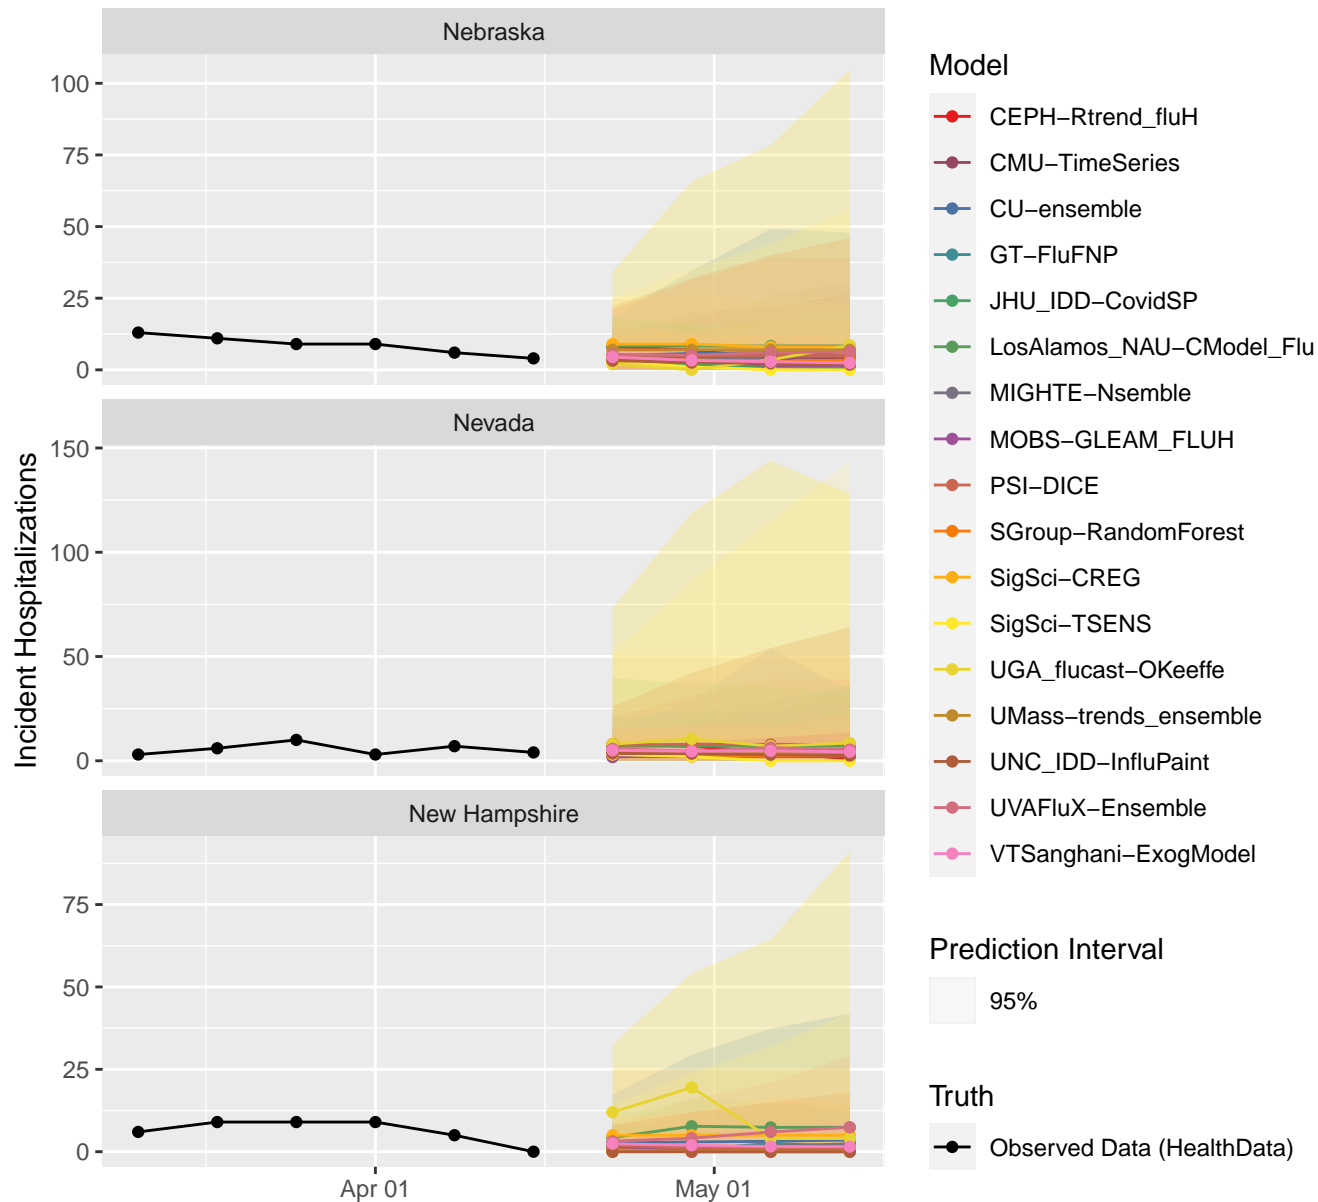 Nebraska
100
75
50
25
0
Nevada
150
100
50
0
New Hampshire
75
50
25
0
Apr 01
May 01
Incident Hospitalizations
Model
CEPH−Rtrend_fluH
CMU−TimeSeries
CU−ensemble
GT−FluFNP
JHU_IDD−CovidSP
LosAlamos_NAU−CModel_Flu
MIGHTE−Nsemble
MOBS−GLEAM_FLUH
PSI−DICE
SGroup−RandomForest
SigSci−CREG
SigSci−TSENS
UGA_flucast−OKeeffe
UMass−trends_ensemble
UNC_IDD−InfluPaint
UVAFluX−Ensemble
VTSanghani−ExogModel
Prediction Interval
95%
Truth
Observed Data (HealthData)